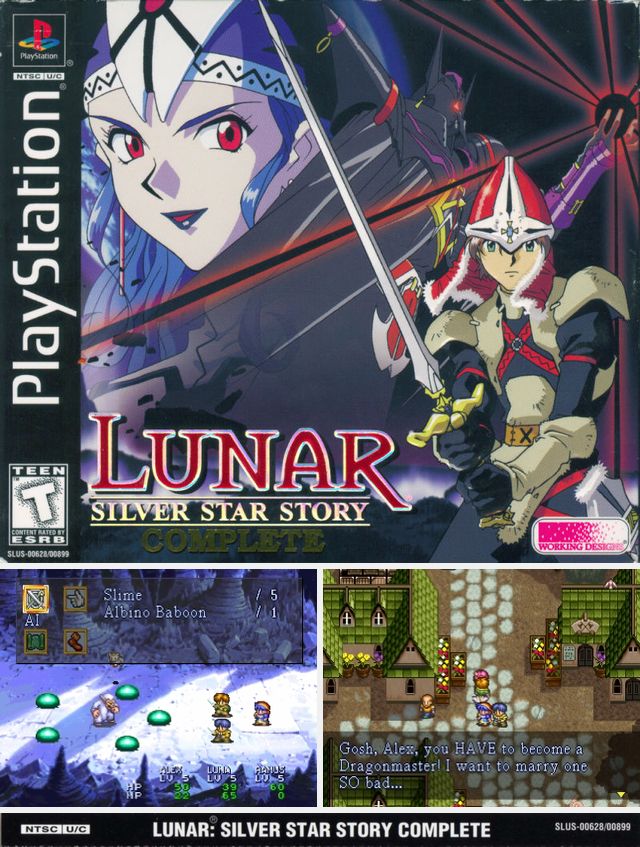 PlayStation
NTSC U/C
PlayStation
LUNAR
SILVER STAR STORY
COMPLETE
TEEN
T
CONTENT RATED BY
ESRB
SLUS-00628/00899
WORKING DESIGNS
Slime / 5
Albino Baboon / 1
AI
ALEX LUNA RAMUS
LV 5 LV 5 LV 5
HP 50 39 60
MP 22 65 0
Gosh, Alex, you HAVE to become a
Dragonmaster! I want to marry one
SO bad...
NTSC U/C
LUNAR: SILVER STAR STORY COMPLETE
SLUS-00628/00899